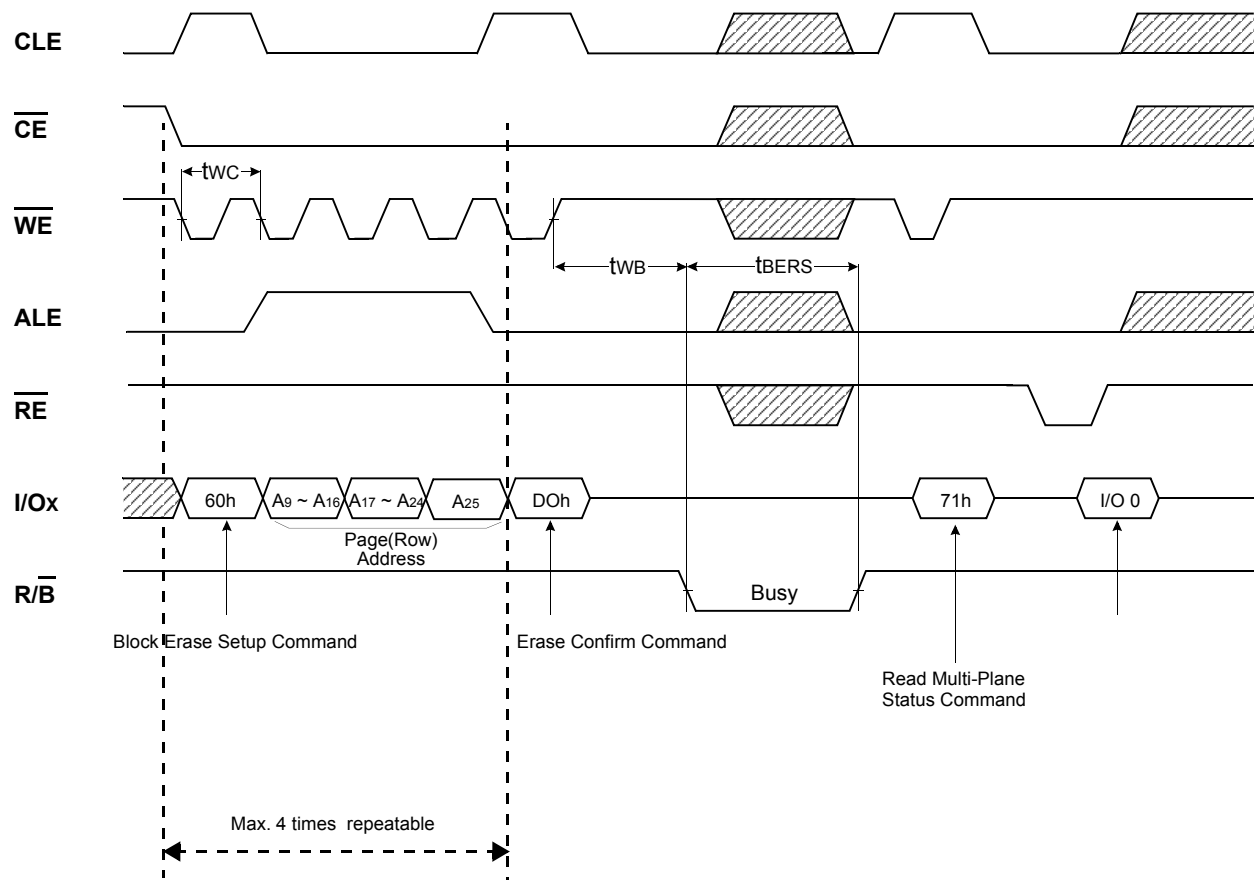 CLE
CE
tWC
WE
tWB
tBERS
ALE
RE
I/Ox
60h
A9 ~ A16
A17 ~ A24
A25
DOh
71h
I/O 0
Page(Row)
Address
R/B
Busy
Block Erase Setup Command
Erase Confirm Command
Read Multi-Plane
Status Command
Max. 4 times repeatable